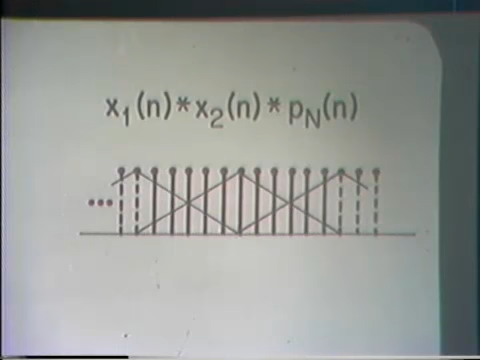 x₁(n) * x₂(n) * pₙ(n)